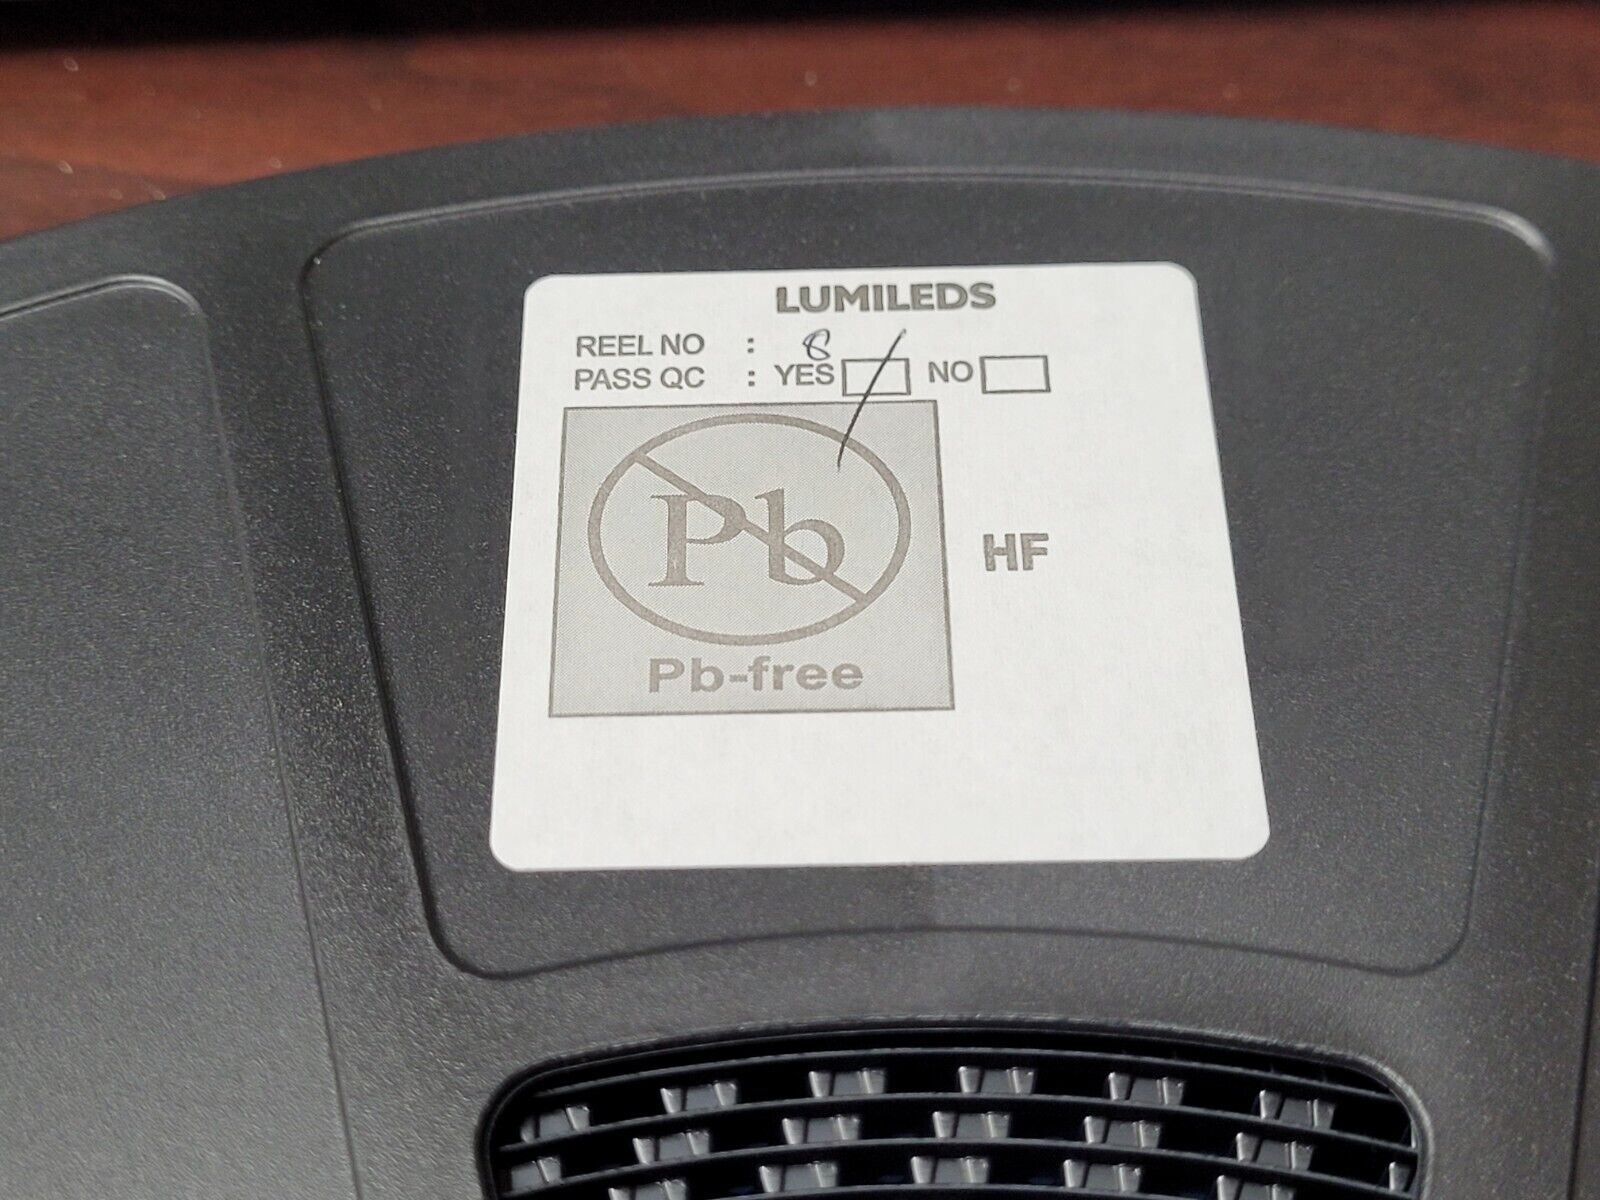 LUMILEDS
REEL NO : 8
PASS QC : YES NO
Pb
HF
Pb-free